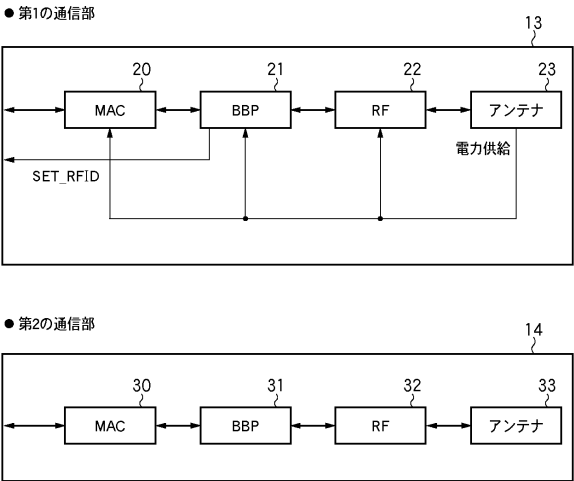 ● 第1の通信部
13
20 21 22 23
MAC BBP RF アンテナ
電力供給
SET_RFID
● 第2の通信部
14
30 31 32 33
MAC BBP RF アンテナ